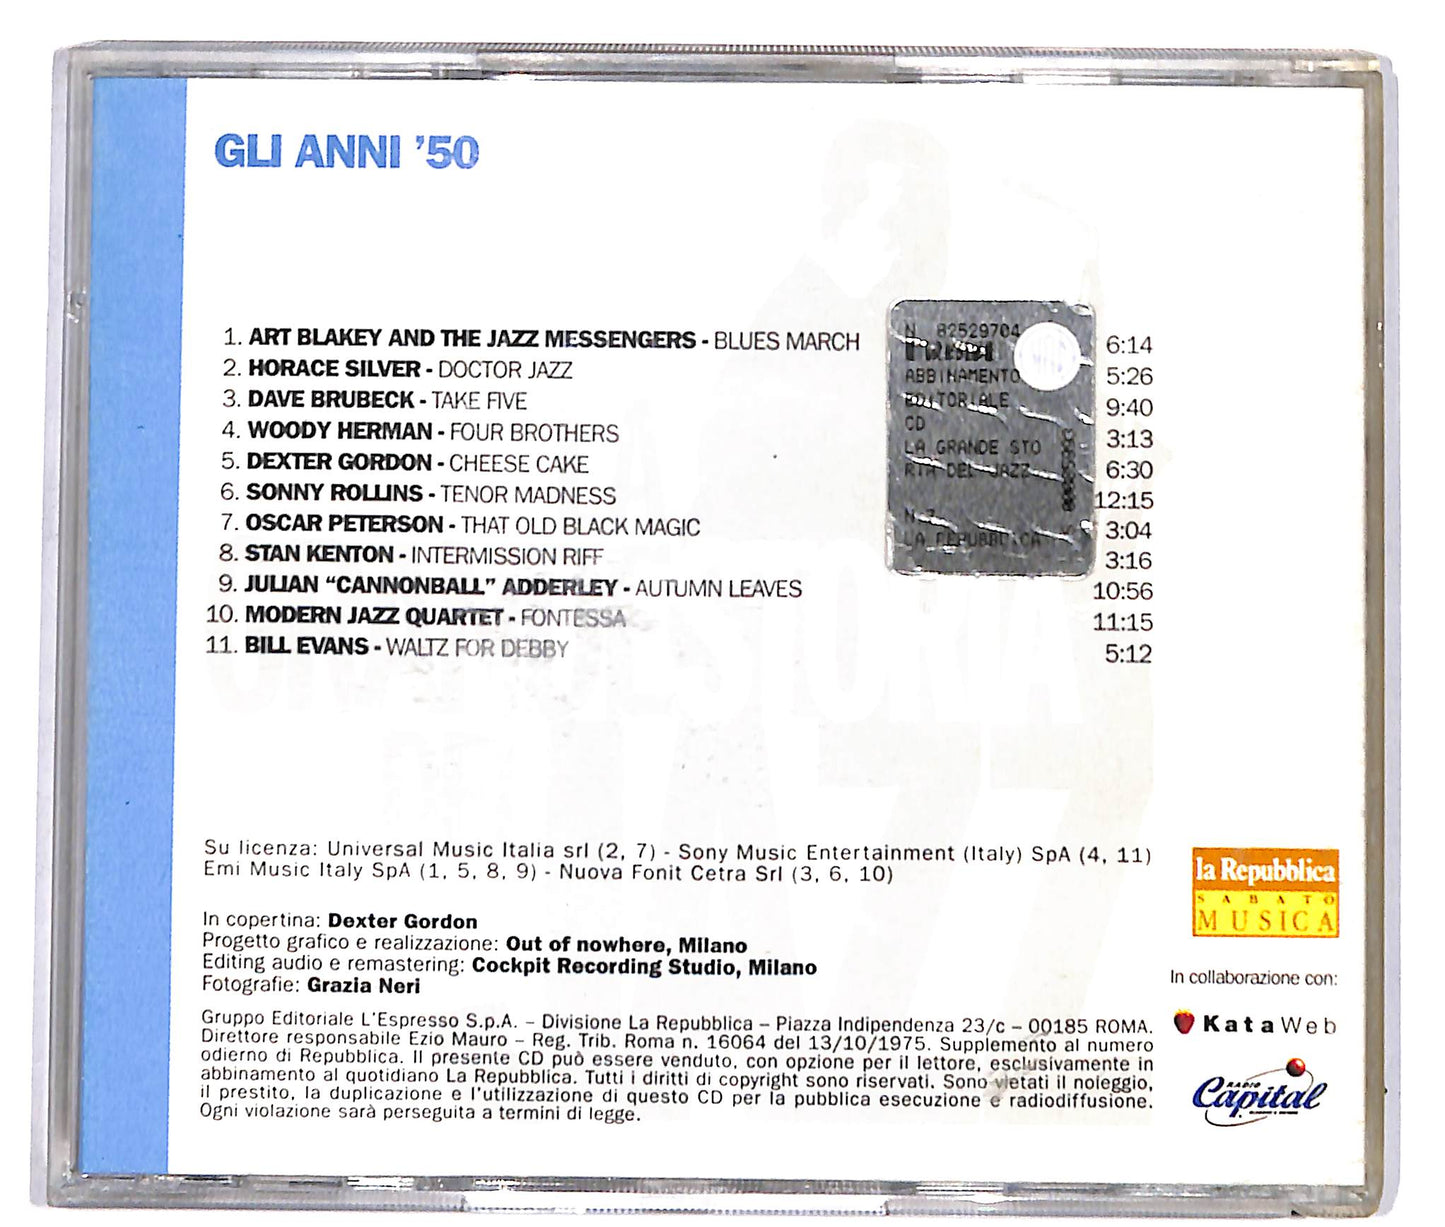 GLI ANNI '50
1. ART BLAKEY AND THE JAZZ MESSENGERS - BLUES MARCH 6:14
2. HORACE SILVER - DOCTOR JAZZ 5:26
3. DAVE BRUBECK - TAKE FIVE 9:40
4. WOODY HERMAN - FOUR BROTHERS 3:13
5. DEXTER GORDON - CHEESE CAKE 6:30
6. SONNY ROLLINS - TENOR MADNESS 12:15
7. OSCAR PETERSON - THAT OLD BLACK MAGIC 3:04
8. STAN KENTON - INTERMISSION RIFF 3:16
9. JULIAN “CANNONBALL” ADDERLEY - AUTUMN LEAVES 10:56
10. MODERN JAZZ QUARTET - FONTESSA 11:15
11. BILL EVANS - WALTZ FOR DEBBY 5:12
N. 82529704
ABBINAMENTO
EDITORIALE
CD
LA GRANDE STO
RIA DEL JAZZ
N.7
LA REPUBBLICA
Su licenza: Universal Music Italia srl (2, 7) - Sony Music Entertainment (Italy) SpA (4, 11)
Emi Music Italy SpA (1, 5, 8, 9) - Nuova Fonit Cetra Srl (3, 6, 10)
In copertina: Dexter Gordon
Progetto grafico e realizzazione: Out of nowhere, Milano
Editing audio e remastering: Cockpit Recording Studio, Milano
Fotografie: Grazia Neri
Gruppo Editoriale L'Espresso S.p.A. – Divisione La Repubblica – Piazza Indipendenza 23/c – 00185 ROMA.
Direttore responsabile Ezio Mauro – Reg. Trib. Roma n. 16064 del 13/10/1975. Supplemento al numero
odierno di Repubblica. Il presente CD può essere venduto, con opzione per il lettore, esclusivamente in
abbinamento al quotidiano La Repubblica. Tutti i diritti di copyright sono riservati. Sono vietati il noleggio,
il prestito, la duplicazione e l'utilizzazione di questo CD per la pubblica esecuzione e radiodiffusione.
Ogni violazione sarà perseguita a termini di legge.
la Repubblica
SABATO
MUSICA
In collaborazione con:
KataWeb
RADIO
Capital